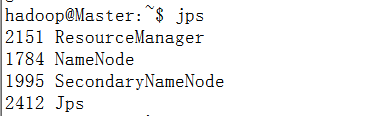 hadoop@Master:~$ jps
2151 ResourceManager
1784 NameNode
1995 SecondaryNameNode
2412 Jps